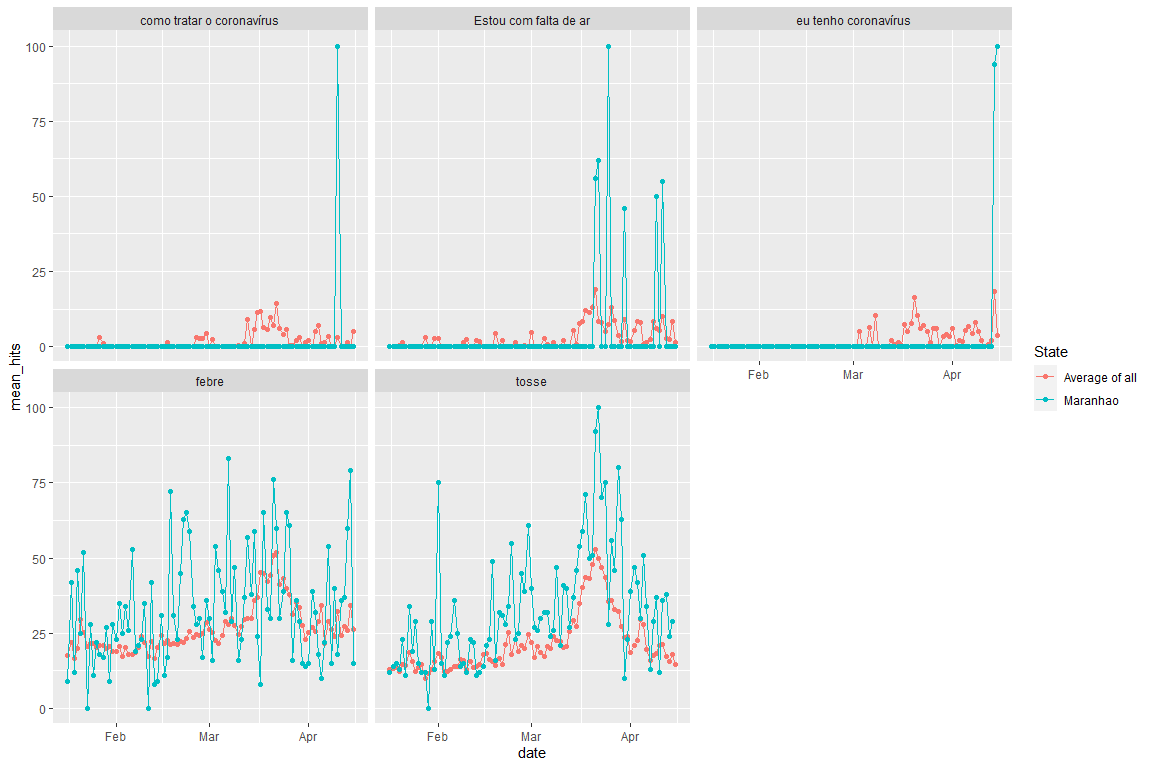 como tratar o coronavírus
Estou com falta de ar
eu tenho coronavírus
100
75
50
25
0
Feb
Mar
Apr
febre
tosse
100
75
50
25
0
Feb
Mar
Apr
Feb
Mar
Apr
mean_hits
date
State
Average of all
Maranhao